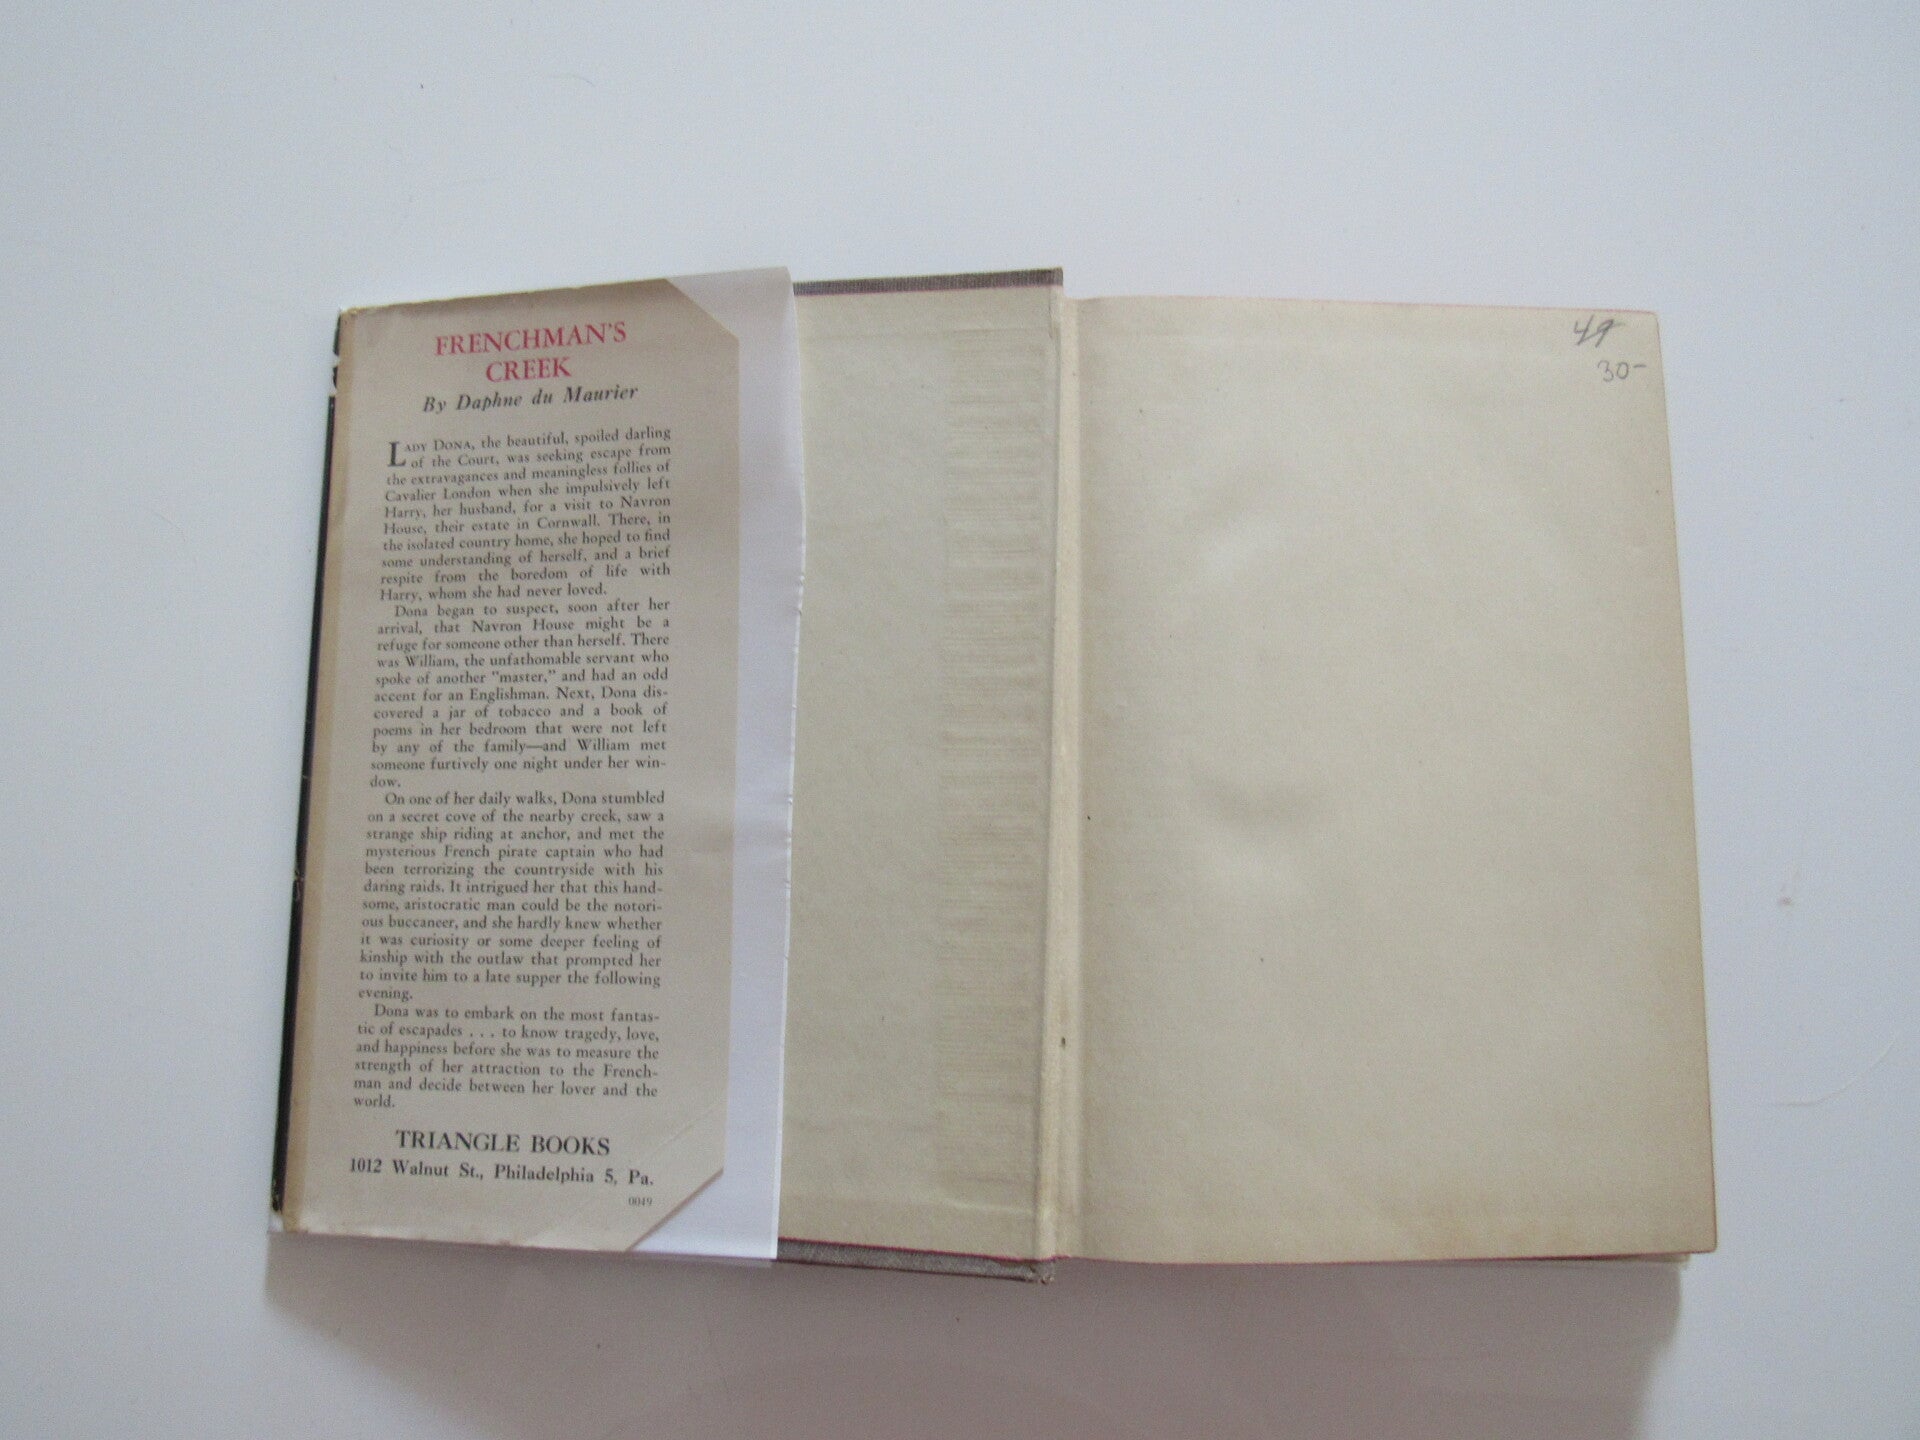 FRENCHMAN'S
CREEK
By Daphne du Maurier
LADY DONA, the beautiful, spoiled darling
of the Court, was seeking escape from
the extravagances and meaningless follies of
Cavalier London when she impulsively left
Harry, her husband, for a visit to Navron
House, their estate in Cornwall. There, in
the isolated country home, she hoped to find
some understanding of herself, and a brief
respite from the boredom of life with
Harry, whom she had never loved.
Dona began to suspect, soon after her
arrival, that Navron House might be a
refuge for someone other than herself. There
was William, the unfathomable servant who
spoke of another "master," and had an odd
accent for an Englishman. Next, Dona dis-
covered a jar of tobacco and a book of
poems in her bedroom that were not left
by any of the family—and William met
someone furtively one night under her win-
dow.
On one of her daily walks, Dona stumbled
on a secret cove of the nearby creek, saw a
strange ship riding at anchor, and met the
mysterious French pirate captain who had
been terrorizing the countryside with his
daring raids. It intrigued her that this hand-
some, aristocratic man could be the notori-
ous buccaneer, and she hardly knew whether
it was curiosity or some deeper feeling of
kinship with the outlaw that prompted her
to invite him to a late supper the following
evening.
Dona was to embark on the most fantas-
tic of escapades . . . to know tragedy, love,
and happiness before she was to measure the
strength of her attraction to the French-
man and decide between her lover and the
world.
TRIANGLE BOOKS
1012 Walnut St., Philadelphia 5, Pa.
0049
49
30-